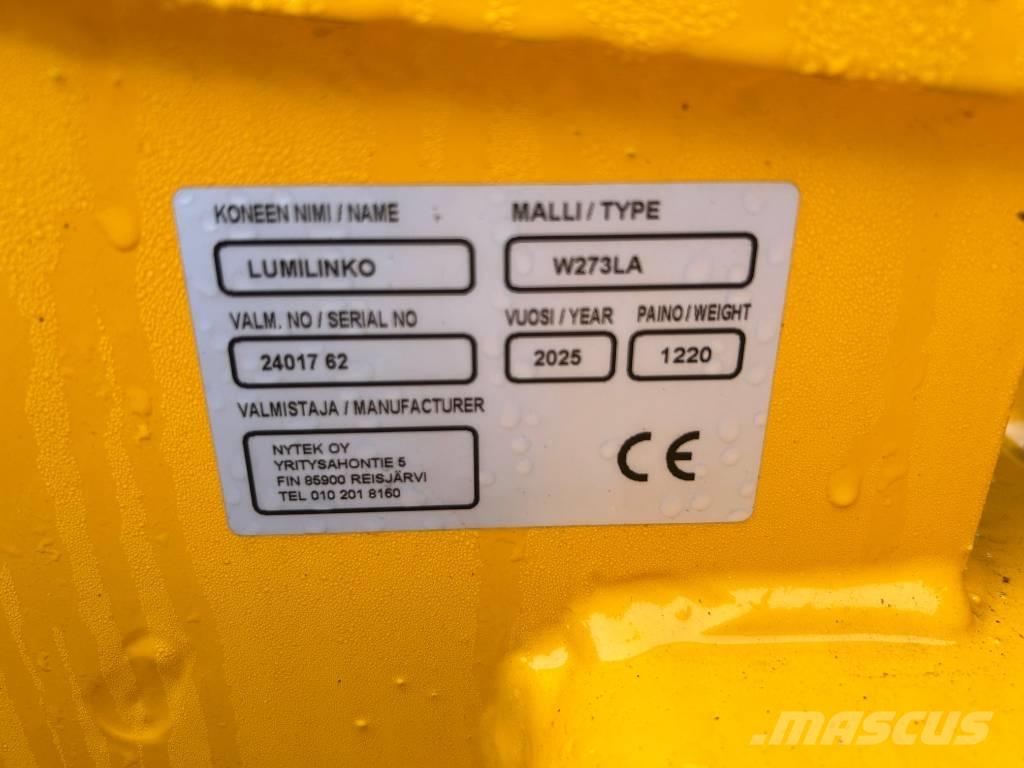 KONEEN NIMI / NAME
LUMILINKO
MALLI / TYPE
W273LA
VALM. NO / SERIAL NO
24017 62
VUOSI / YEAR
2025
PAINO / WEIGHT
1220
VALMISTAJA / MANUFACTURER
NYTEK OY
YRITYSAHONTIE 5
FIN 85900 REISJÄRVI
TEL 010 201 8160
CE
MASCUS